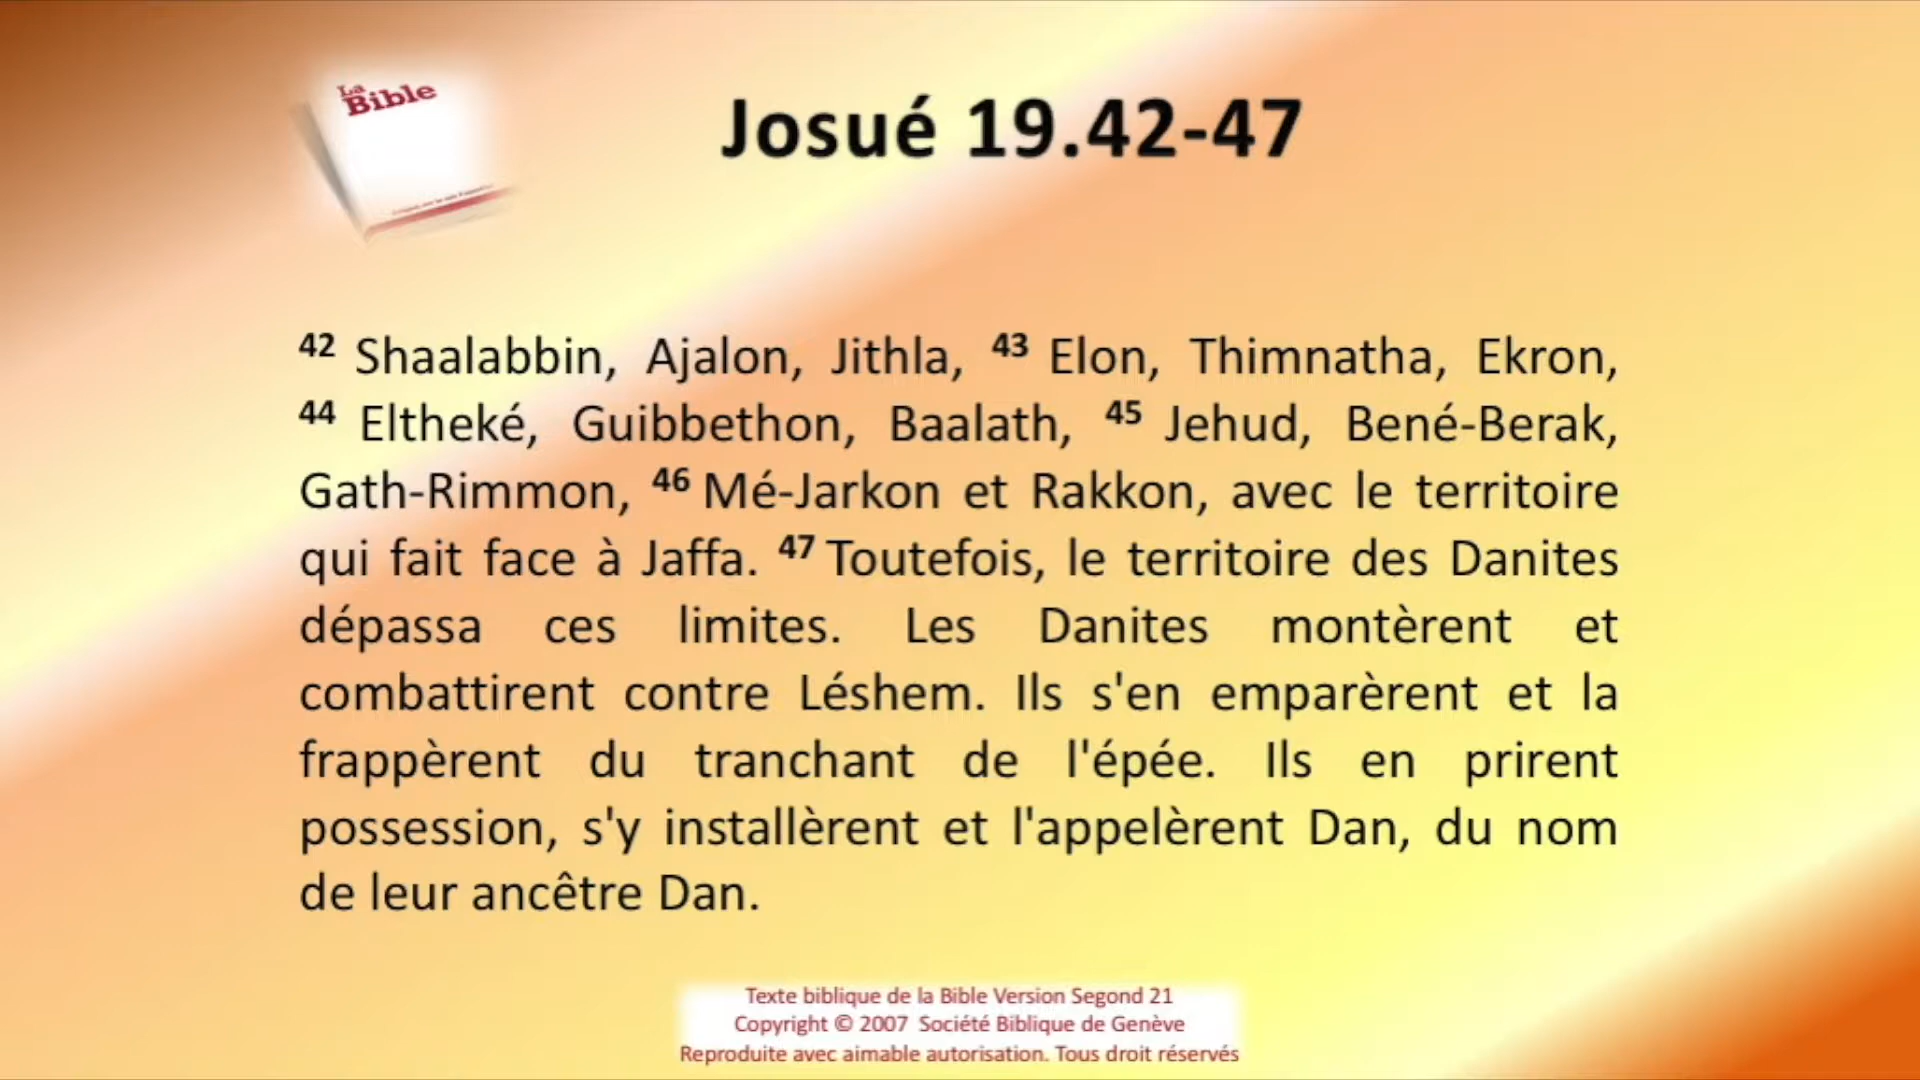 La
Bible
Josué 19.42-47
42 Shaalabbin, Ajalon, Jithla, 43 Elon, Thimnatha, Ekron,
44 Eltheké, Guibbethon, Baalath, 45 Jehud, Bené-Berak,
Gath-Rimmon, 46 Mé-Jarkon et Rakkon, avec le territoire
qui fait face à Jaffa. 47 Toutefois, le territoire des Danites
dépassa ces limites. Les Danites montèrent et
combattirent contre Léshem. Ils s'en emparèrent et la
frappèrent du tranchant de l'épée. Ils en prirent
possession, s'y installèrent et l'appelèrent Dan, du nom
de leur ancêtre Dan.
Texte biblique de la Bible Version Segond 21
Copyright © 2007 Société Biblique de Genève
Reproduite avec aimable autorisation. Tous droit réservés